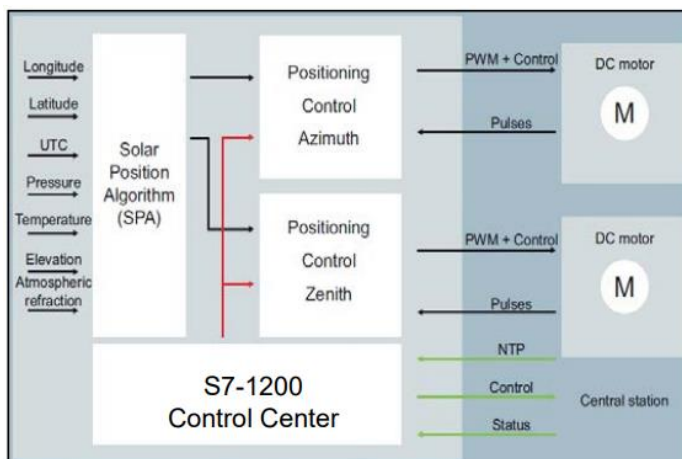 Longitude
Latitude
UTC
Pressure
Temperature
Elevation
Atmospheric
refraction
Solar
Position
Algorithm
(SPA)
Positioning
Control
Azimuth
Positioning
Control
Zenith
PWM + Control
Pulses
DC motor
M
PWM + Control
Pulses
DC motor
M
S7-1200
Control Center
NTP
Control
Status
Central station